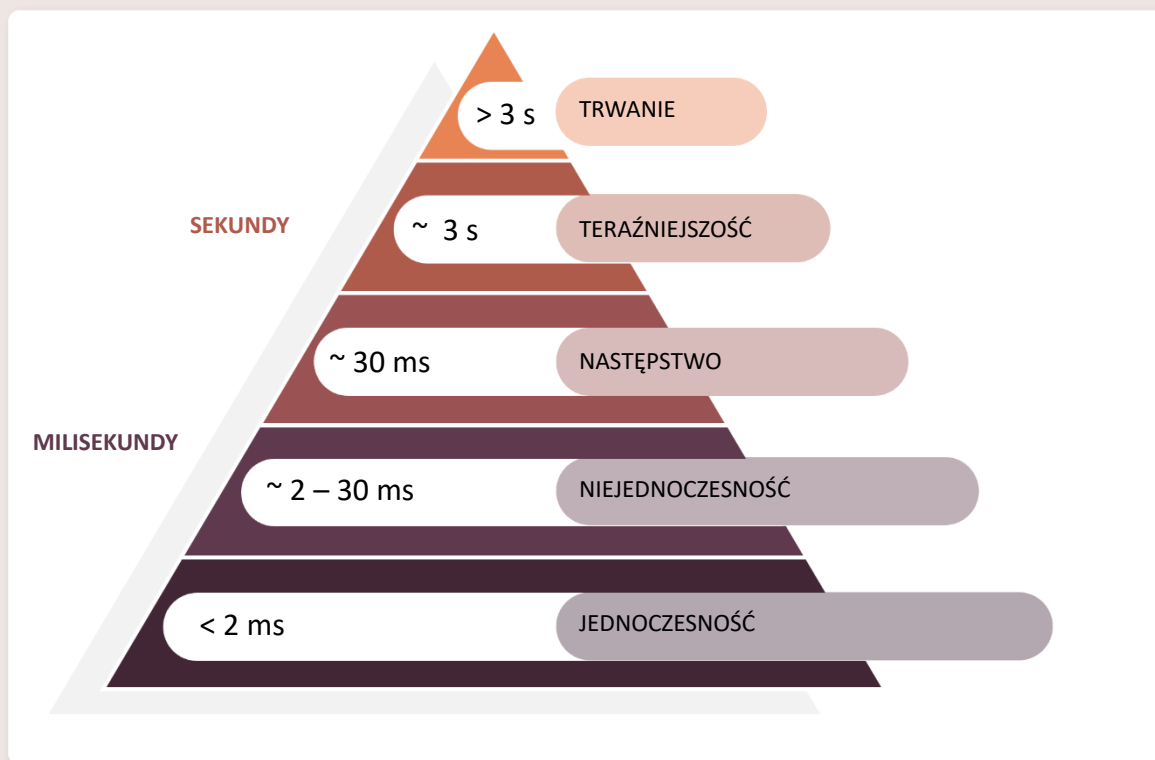 > 3 s TRWANIE
SEKUNDY
~ 3 s TERAŹNIEJSZOŚĆ
~ 30 ms NASTĘPSTWO
MILISEKUNDY
~ 2 – 30 ms NIEJEDNOCZESNOŚĆ
< 2 ms JEDNOCZESNOŚĆ